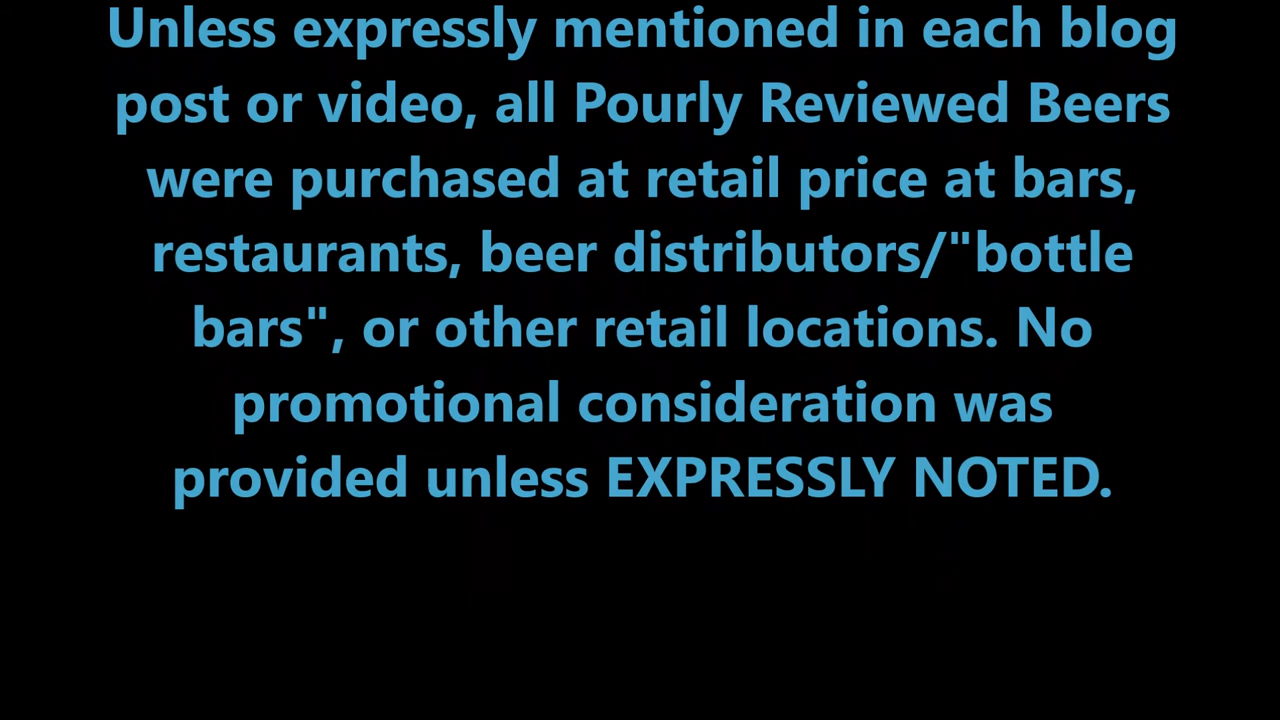 Unless expressly mentioned in each blog
post or video, all Pourly Reviewed Beers
were purchased at retail price at bars,
restaurants, beer distributors/"bottle
bars", or other retail locations. No
promotional consideration was
provided unless EXPRESSLY NOTED.